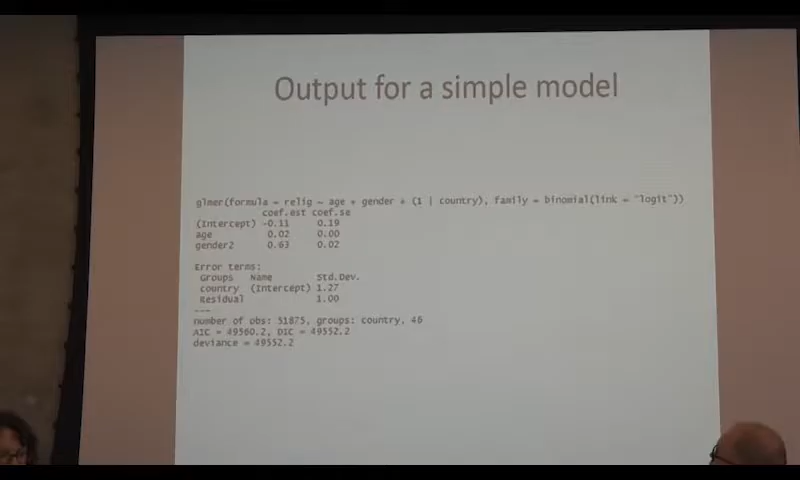 Output for a simple model
glmer(formula = relig ~ age + gender + (1 | country), family = binomial(link = "logit"))
coef.est coef.se
(Intercept) -0.11 0.19
age 0.02 0.00
gender2 0.63 0.02
Error terms:
Groups Name Std.Dev.
country (Intercept) 1.27
Residual 1.00
---
number of obs: 51875, groups: country, 46
AIC = 49560.2, DIC = 49552.2
deviance = 49552.2